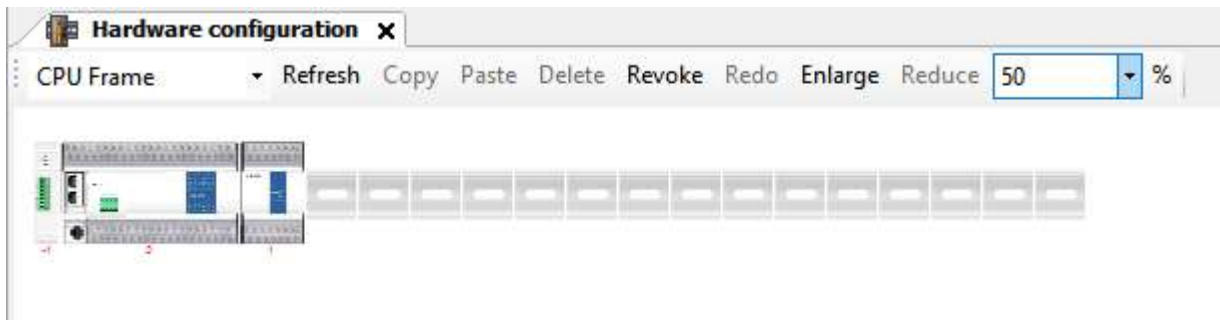 Hardware configuration
CPU Frame Refresh Copy Paste Delete Revoke Redo Enlarge Reduce 50 %